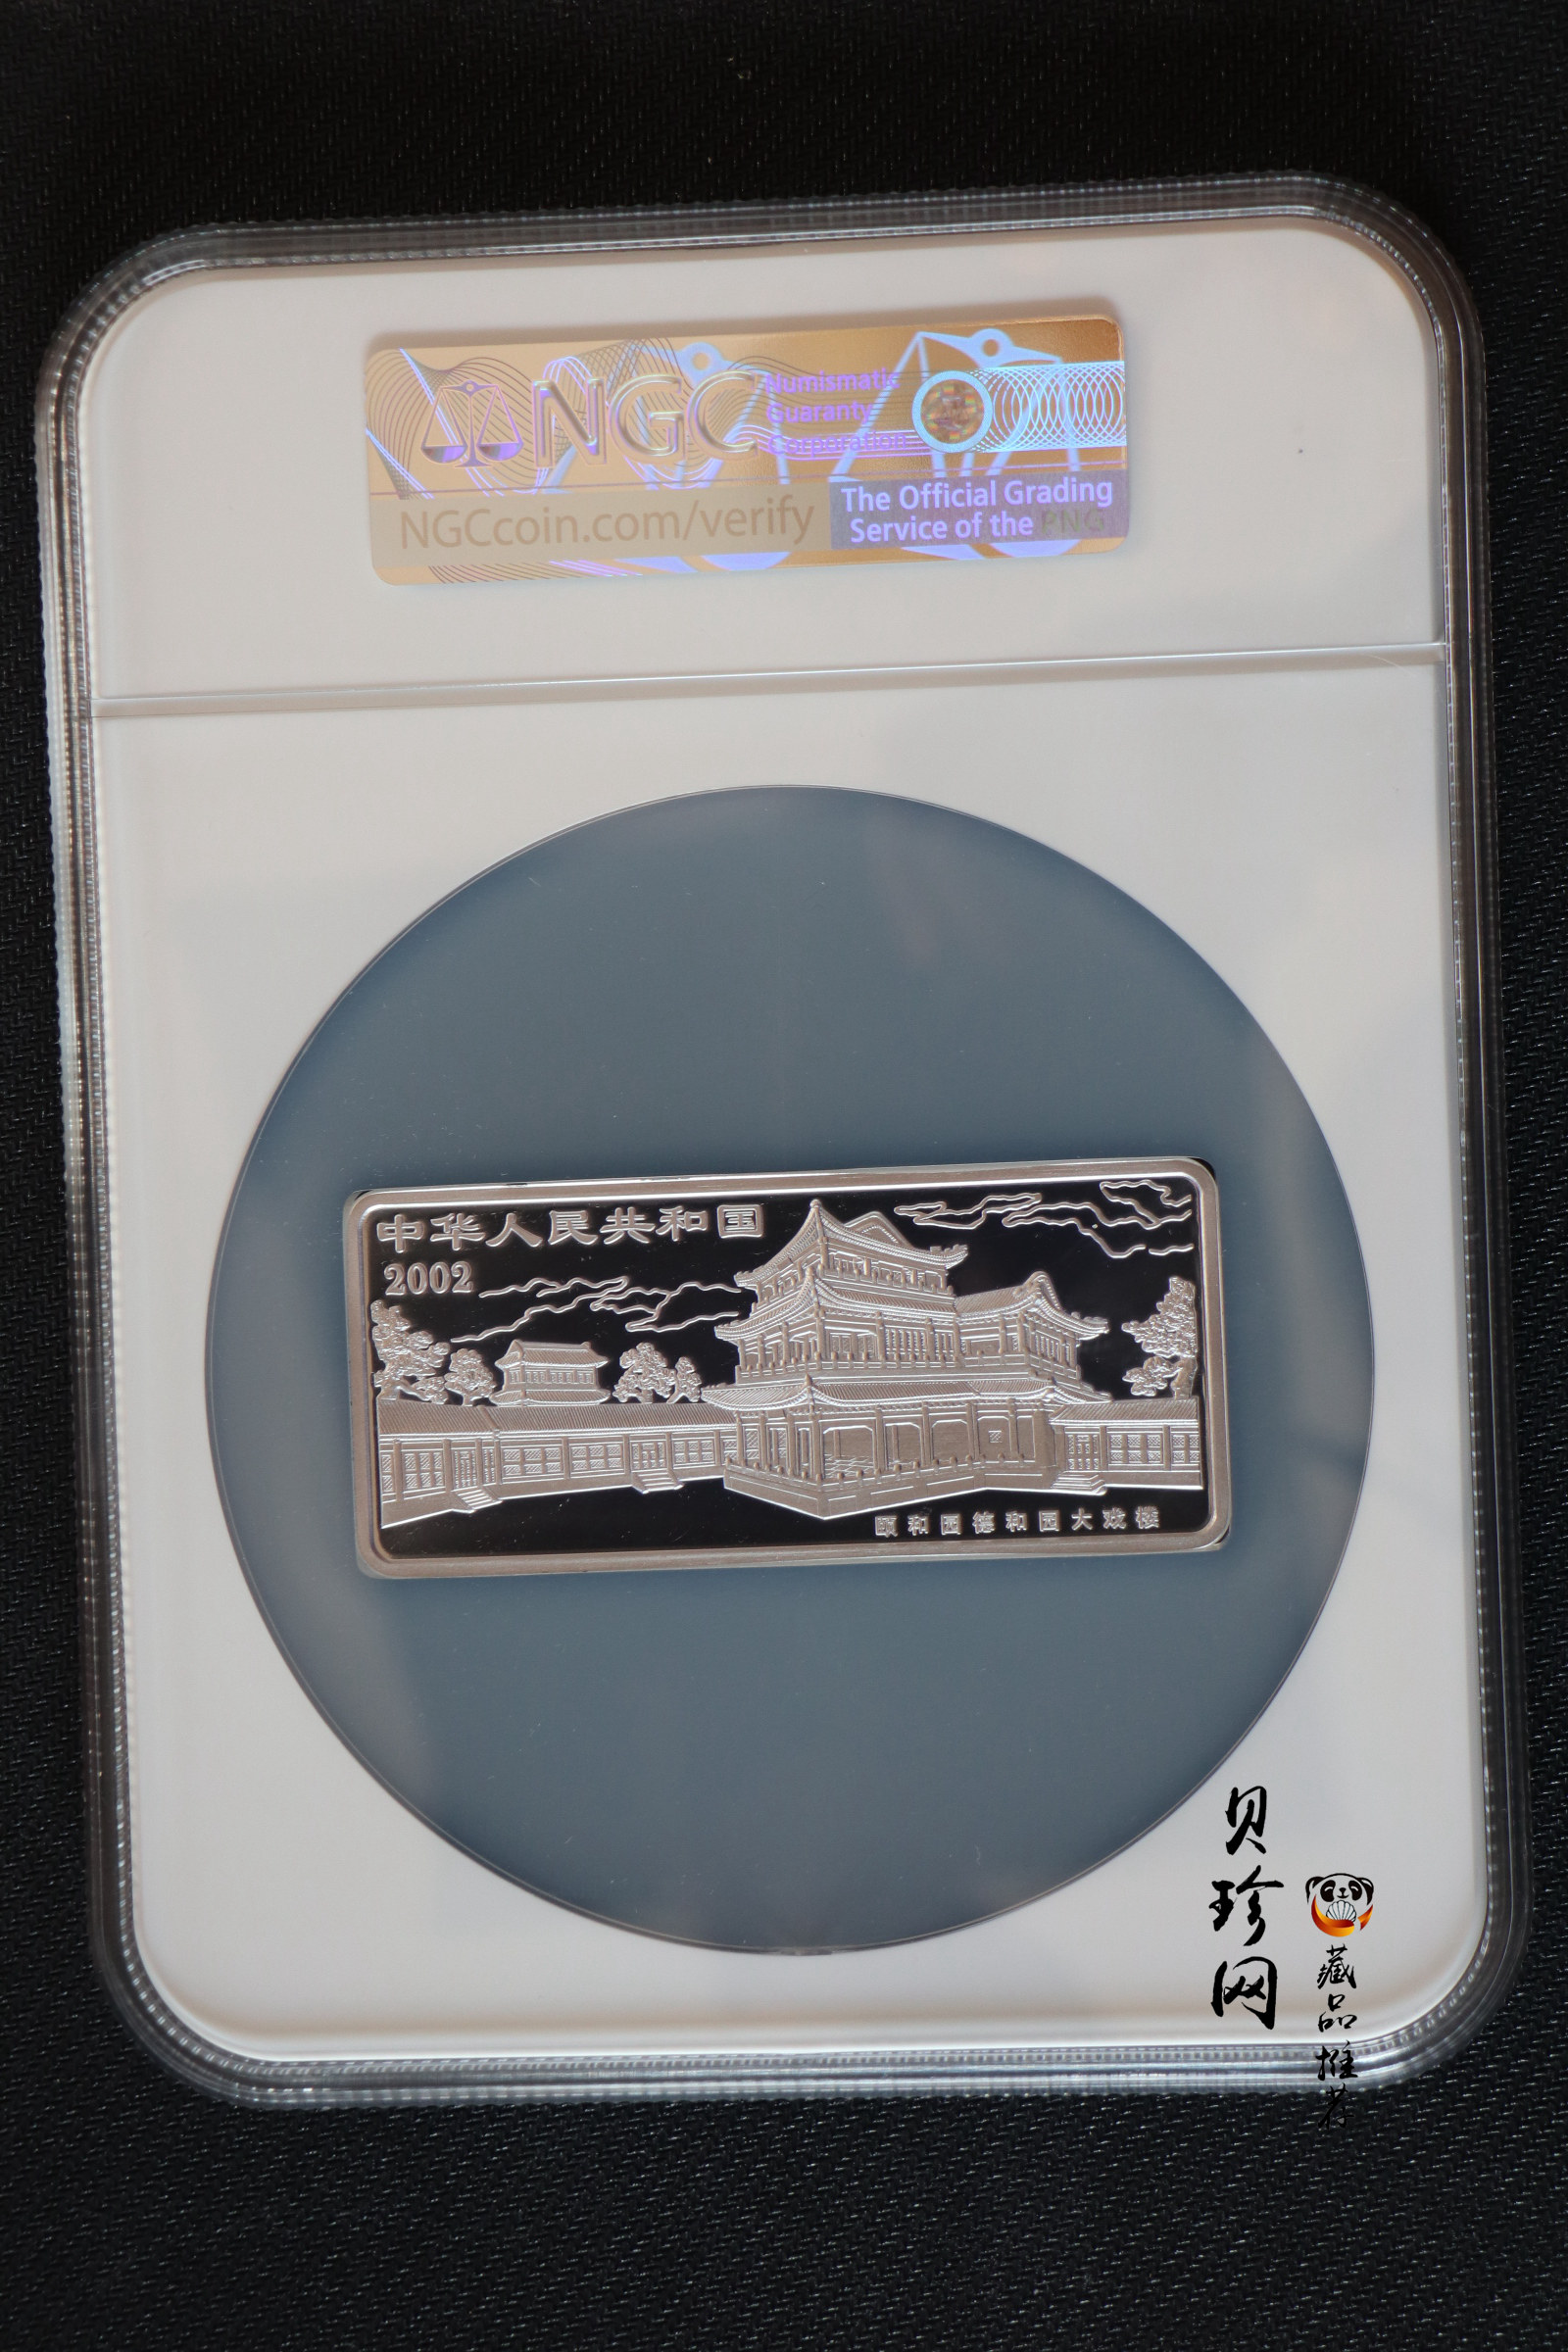 NGC
Numismatic
Guaranty
Corporation
NGCcoin.com/verify
The Official Grading
Service of the PNG
中华人民共和国
2002
颐和园德和园大戏楼
贝珍网
藏品推荐